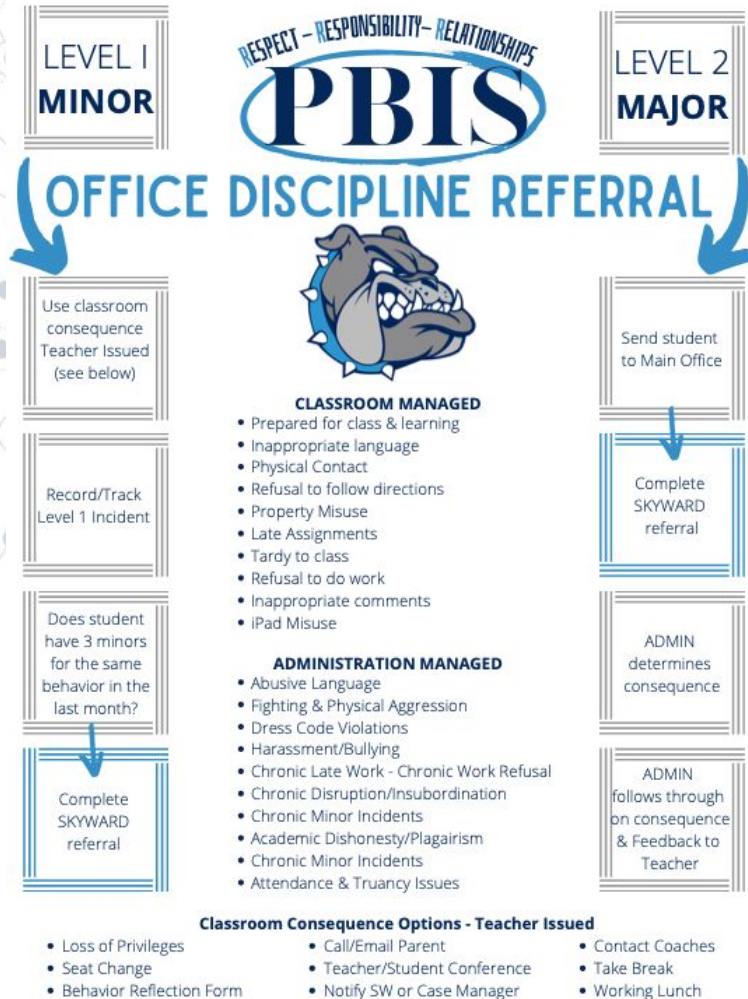 LEVEL I
MINOR
RESPECT – RESPONSIBILITY– RELATIONSHIPS
PBIS
LEVEL 2
MAJOR
OFFICE DISCIPLINE REFERRAL
Use classroom
consequence
Teacher Issued
(see below)
Record/Track
Level 1 Incident
Does student
have 3 minors
for the same
behavior in the
last month?
Complete
SKYWARD
referral
CLASSROOM MANAGED
• Prepared for class & learning
• Inappropriate language
• Physical Contact
• Refusal to follow directions
• Property Misuse
• Late Assignments
• Tardy to class
• Refusal to do work
• Inappropriate comments
• iPad Misuse
ADMINISTRATION MANAGED
• Abusive Language
• Fighting & Physical Aggression
• Dress Code Violations
• Harassment/Bullying
• Chronic Late Work - Chronic Work Refusal
• Chronic Disruption/Insubordination
• Chronic Minor Incidents
• Academic Dishonesty/Plagairism
• Chronic Minor Incidents
• Attendance & Truancy Issues
Send student
to Main Office
Complete
SKYWARD
referral
ADMIN
determines
consequence
ADMIN
follows through
on consequence
& Feedback to
Teacher
Classroom Consequence Options - Teacher Issued
• Loss of Privileges
• Seat Change
• Behavior Reflection Form
• Call/Email Parent
• Teacher/Student Conference
• Notify SW or Case Manager
• Contact Coaches
• Take Break
• Working Lunch